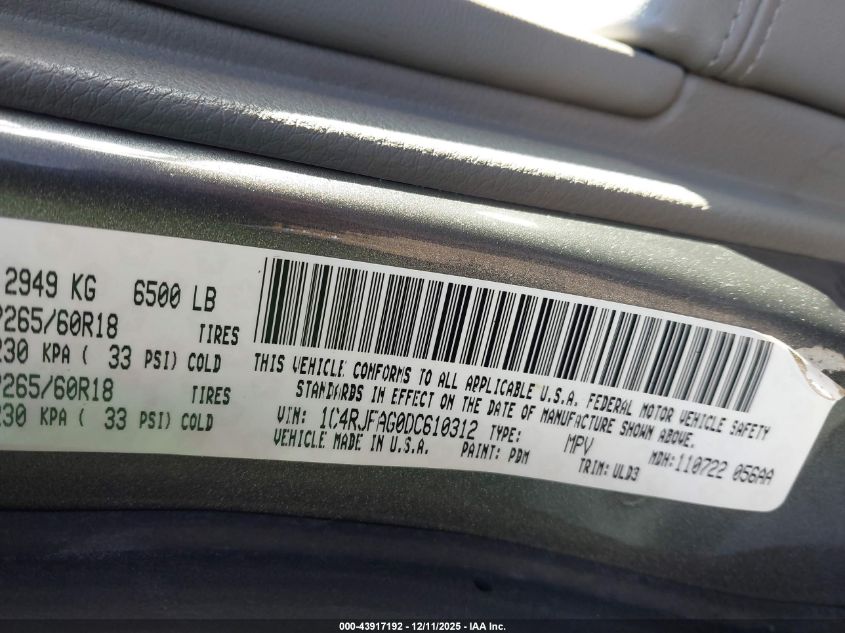 2949 KG 6500 LB
P265/60R18 TIRES
230 KPA ( 33 PSI) COLD
P265/60R18 TIRES
230 KPA ( 33 PSI) COLD
THIS VEHICLE CONFORMS TO ALL APPLICABLE U.S.A. FEDERAL MOTOR VEHICLE SAFETY
STANDARDS IN EFFECT ON THE DATE OF MANUFACTURE SHOWN ABOVE.
VIN: 1C4RJFAG0DC610312 TYPE: MPV MDH:110722 056AA
VEHICLE MADE IN U.S.A. PAINT: PDM TRIM: ULD3
000-43917192 - 12/11/2025 - IAA Inc.